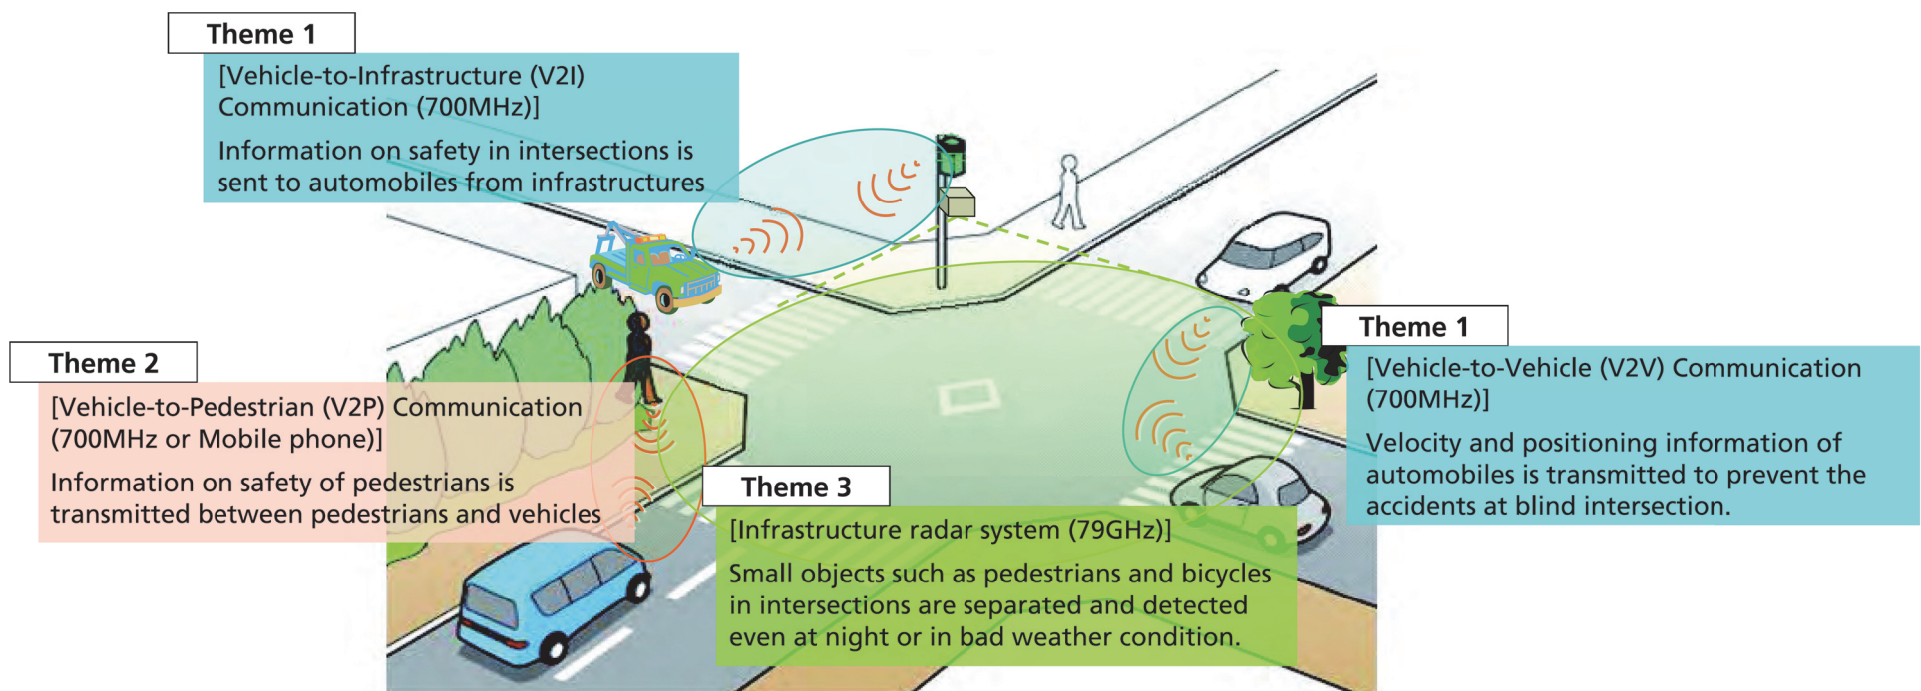 Theme 1
[Vehicle-to-Infrastructure (V2I)
Communication (700MHz)]
Information on safety in intersections is
sent to automobiles from infrastructures
Theme 1
[Vehicle-to-Vehicle (V2V) Communication
(700MHz)]
Velocity and positioning information of
automobiles is transmitted to prevent the
accidents at blind intersection.
Theme 2
[Vehicle-to-Pedestrian (V2P) Communication
(700MHz or Mobile phone)]
Information on safety of pedestrians is
transmitted between pedestrians and vehicles
Theme 3
[Infrastructure radar system (79GHz)]
Small objects such as pedestrians and bicycles
in intersections are separated and detected
even at night or in bad weather condition.